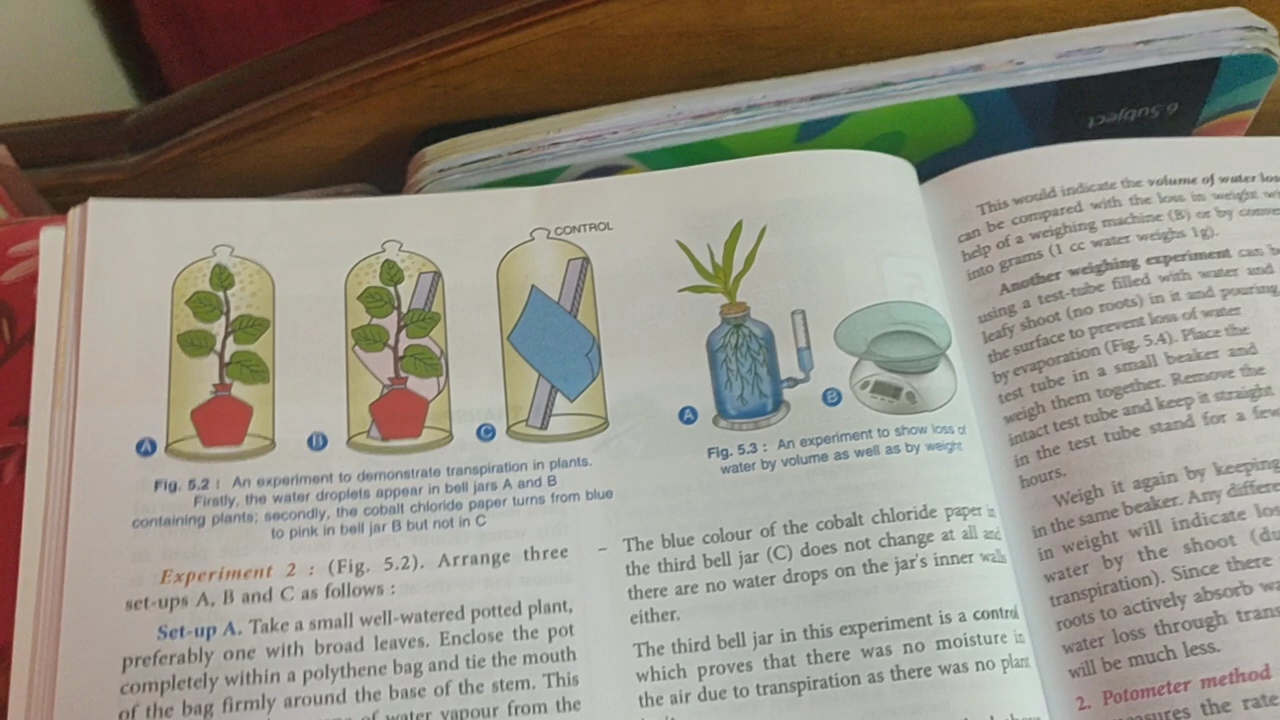 6 Subject
CONTROL
A
B
C
Fig. 5.2 : An experiment to demonstrate transpiration in plants.
Firstly, the water droplets appear in bell jars A and B
containing plants; secondly, the cobalt chloride paper turns from blue
to pink in bell jar B but not in C
Experiment 2 : (Fig. 5.2). Arrange three
set-ups A, B and C as follows :
Set-up A. Take a small well-watered potted plant,
preferably one with broad leaves. Enclose the pot
completely within a polythene bag and tie the mouth
of the bag firmly around the base of the stem. This
of water vapour from the
A
B
Fig. 5.3 : An experiment to show loss of
water by volume as well as by weight
– The blue colour of the cobalt chloride paper in
the third bell jar (C) does not change at all and
there are no water drops on the jar's inner walls
either.
The third bell jar in this experiment is a control
which proves that there was no moisture in
the air due to transpiration as there was no plant
This would indicate the volume of water
can be compared with the loss in weight
help of a weighing machine (B) or by
into grams (1 cc water weighs 1g).
Another weighing experiment can
using a test-tube filled with water and
leafy shoot (no roots) in it and pouring
the surface to prevent loss of water
by evaporation (Fig. 5.4). Place the
test tube in a small beaker and
weigh them together. Remove the
intact test tube and keep it straight
in the test tube stand for a few
hours.
Weigh it again by keeping
in the same beaker. Any
in weight will indicate
water by the shoot
transpiration). Since there
roots to actively absorb
water loss through
will be much less.
2. Potometer method
the rate